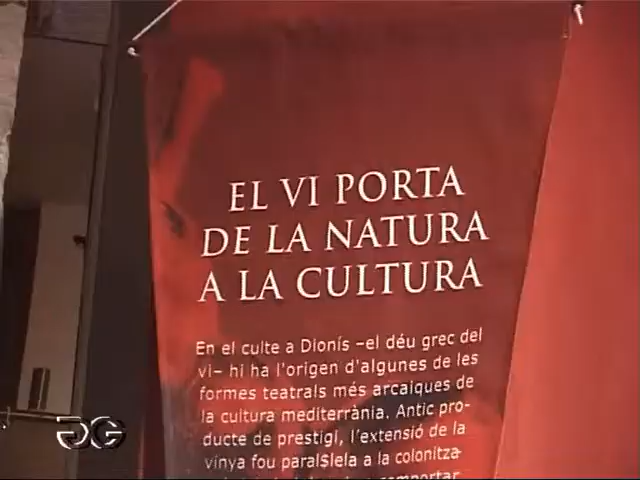 EL VI PORTA
DE LA NATURA
A LA CULTURA
En el culte a Dionís –el déu grec del
vi– hi ha l'origen d'algunes de les
formes teatrals més arcaiques de
la cultura mediterrània. Antic pro-
ducte de prestigi, l'extensió de la
vinya fou paral$lela a la colonitza-
comportar